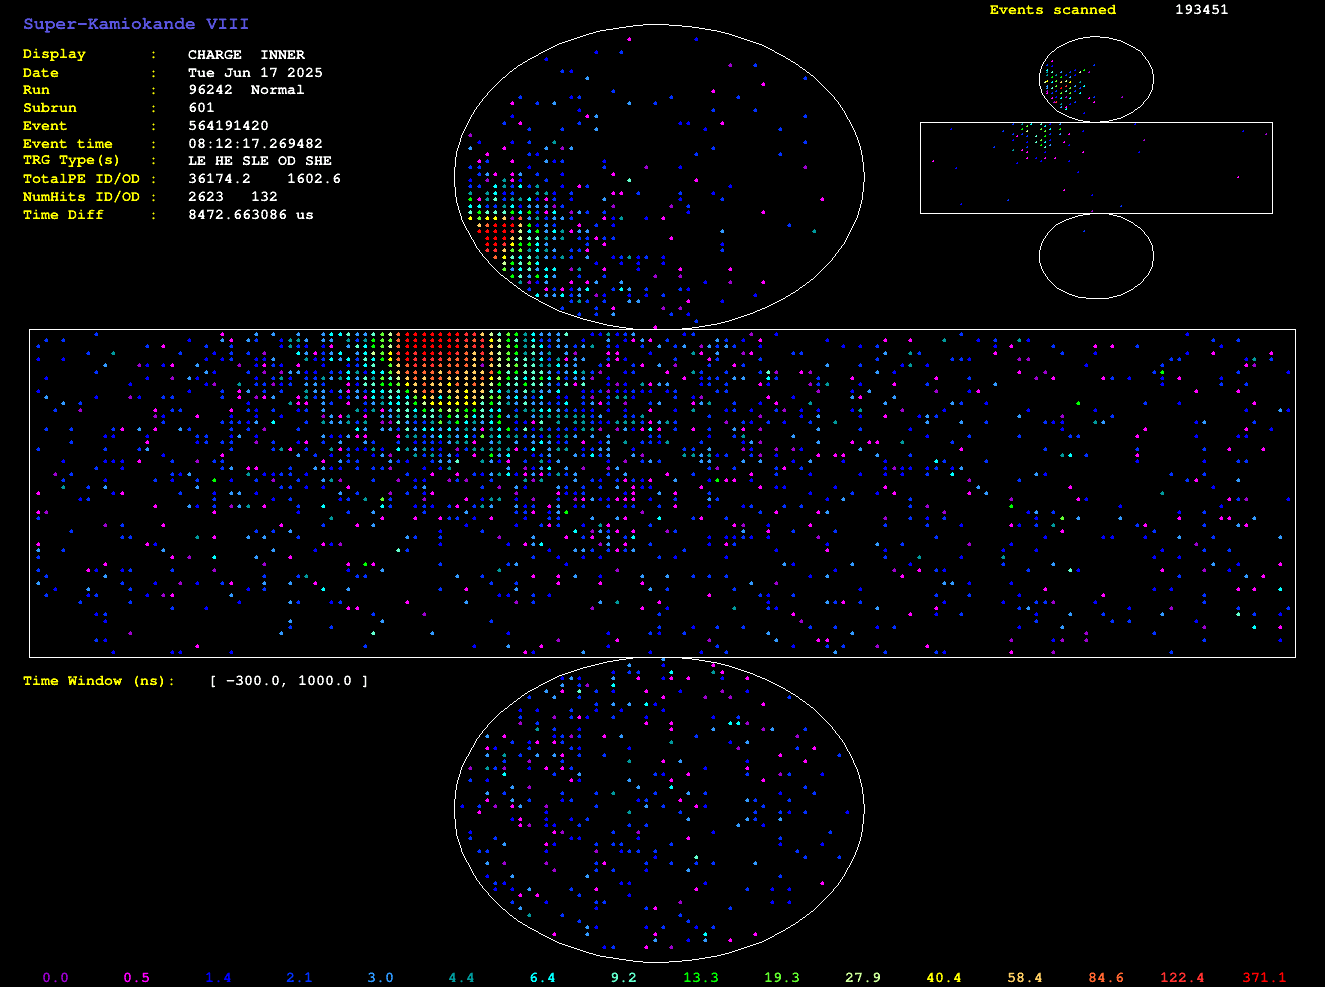 Super-Kamiokande VIII
Events scanned 193451
Display : CHARGE INNER
Date : Tue Jun 17 2025
Run : 96242 Normal
Subrun : 601
Event : 564191420
Event time : 08:12:17.269482
TRG Type(s) : LE HE SLE OD SHE
TotalPE ID/OD : 36174.2 1602.6
NumHits ID/OD : 2623 132
Time Diff : 8472.663086 us
Time Window (ns): [ -300.0, 1000.0 ]
0.0 0.5 1.4 2.1 3.0 4.4 6.4 9.2 13.3 19.3 27.9 40.4 58.4 84.6 122.4 371.1